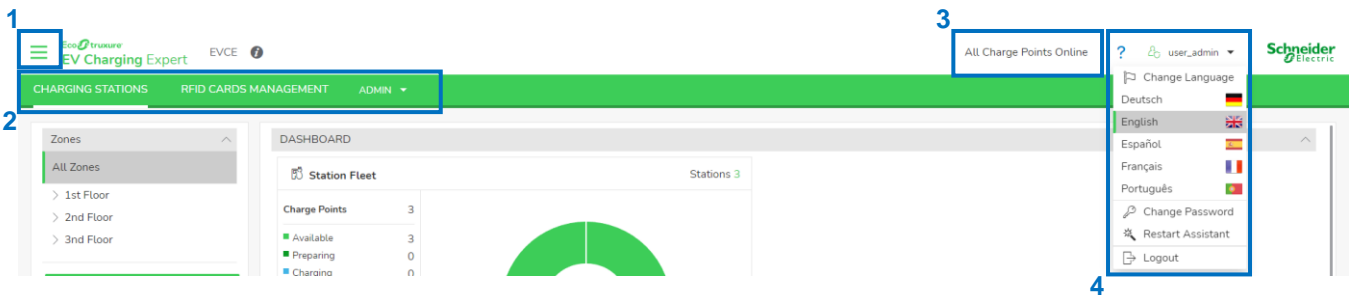 1
3
EcoStruxure
EV Charging Expert
EVCE
All Charge Points Online
?
user_admin
Schneider
Electric
CHARGING STATIONS
RFID CARDS MANAGEMENT
ADMIN
2
Change Language
Deutsch
English
Español
Français
Português
Change Password
Restart Assistant
Logout
4
Zones
All Zones
1st Floor
2nd Floor
3nd Floor
DASHBOARD
Station Fleet
Stations 3
Charge Points 3
Available 3
Preparing 0
Charging 0